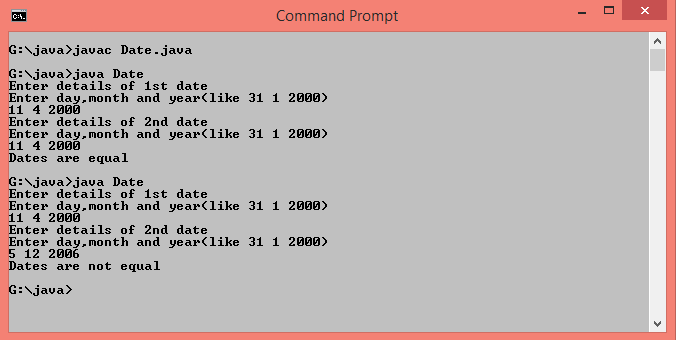 Command Prompt
G:\java>javac Date.java
G:\java>java Date
Enter details of 1st date
Enter day,month and year(like 31 1 2000)
11 4 2000
Enter details of 2nd date
Enter day,month and year(like 31 1 2000)
11 4 2000
Dates are equal
G:\java>java Date
Enter details of 1st date
Enter day,month and year(like 31 1 2000)
11 4 2000
Enter details of 2nd date
Enter day,month and year(like 31 1 2000)
5 12 2006
Dates are not equal
G:\java>